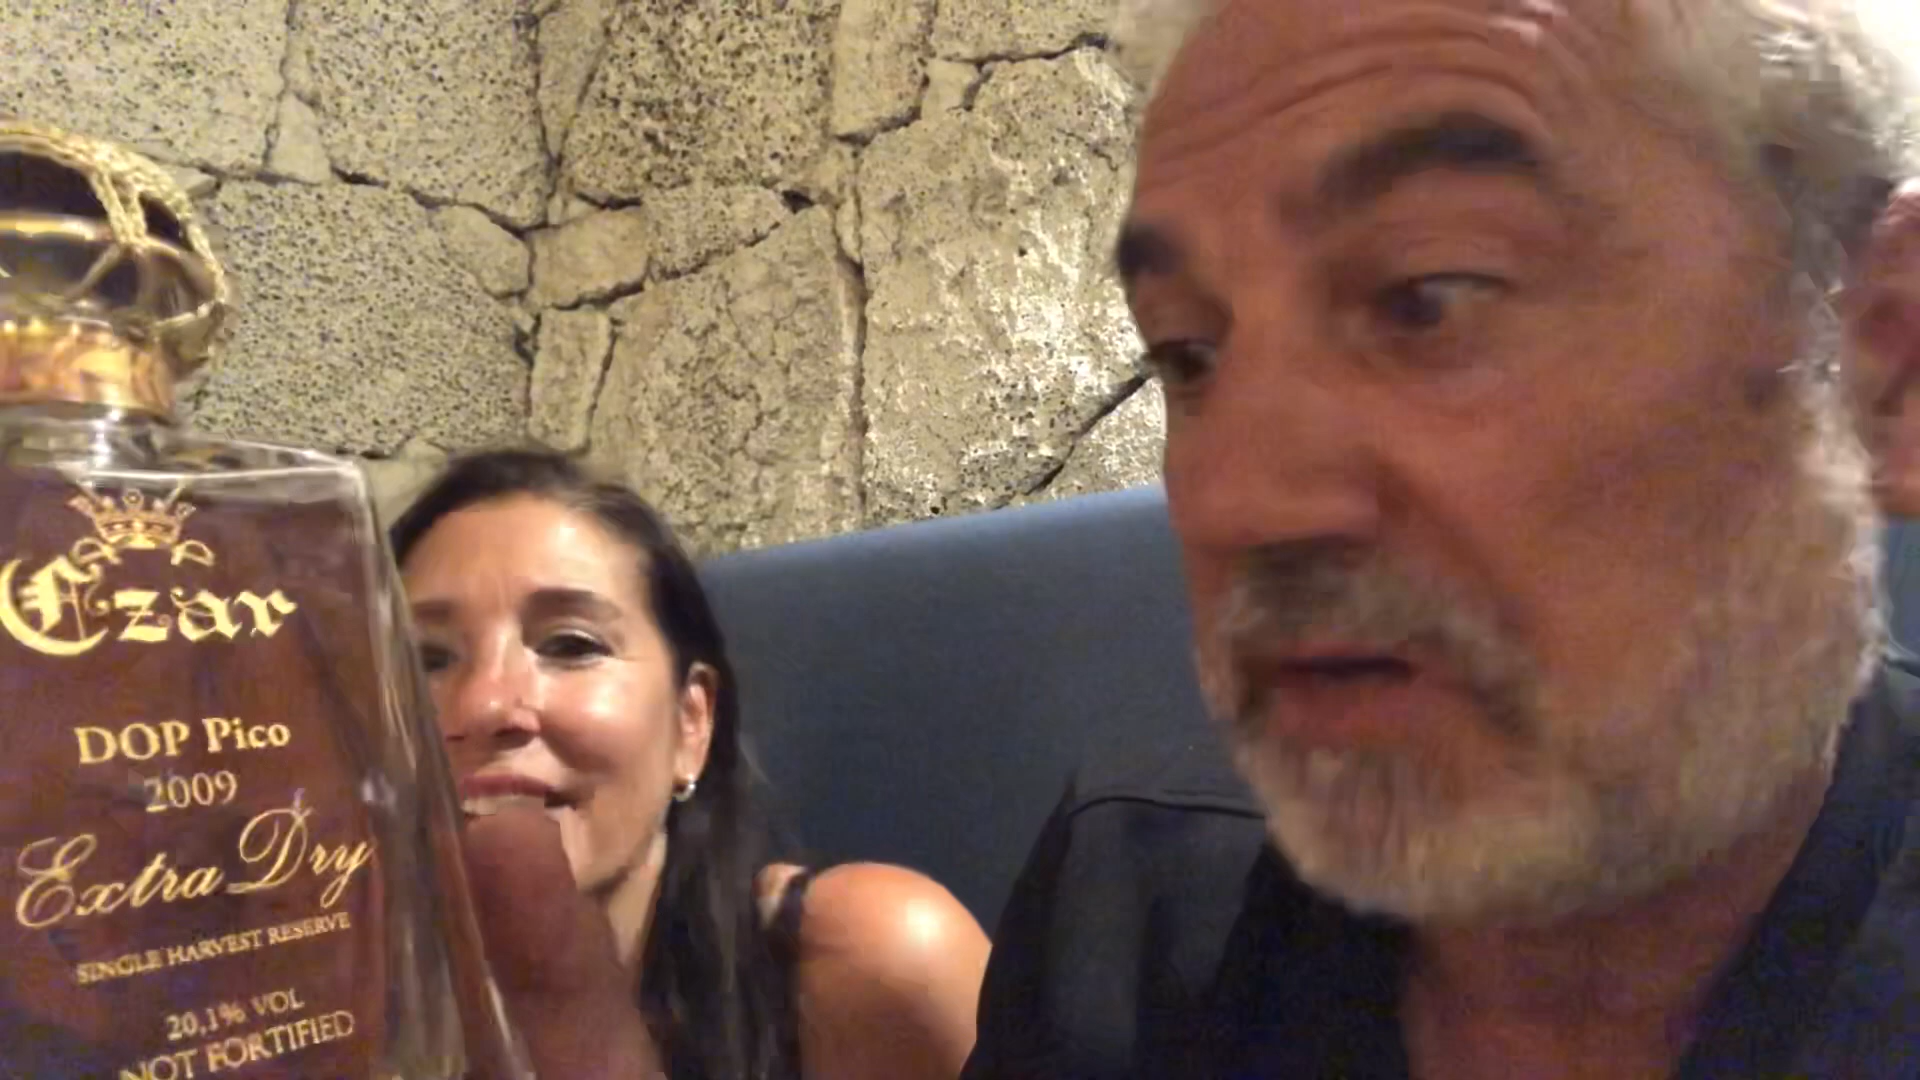 Czar
DOP Pico
2009
Extra Dry
SINGLE HARVEST RESERVE
20,1% VOL
NOT FORTIFIED